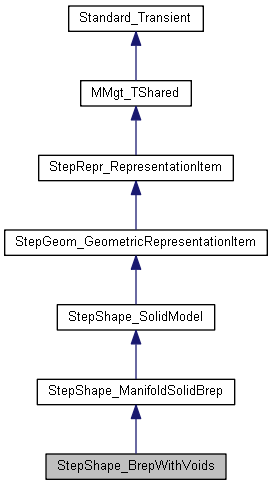 Standard_Transient
MMgt_TShared
StepRepr_RepresentationItem
StepGeom_GeometricRepresentationItem
StepShape_SolidModel
StepShape_ManifoldSolidBrep
StepShape_BrepWithVoids